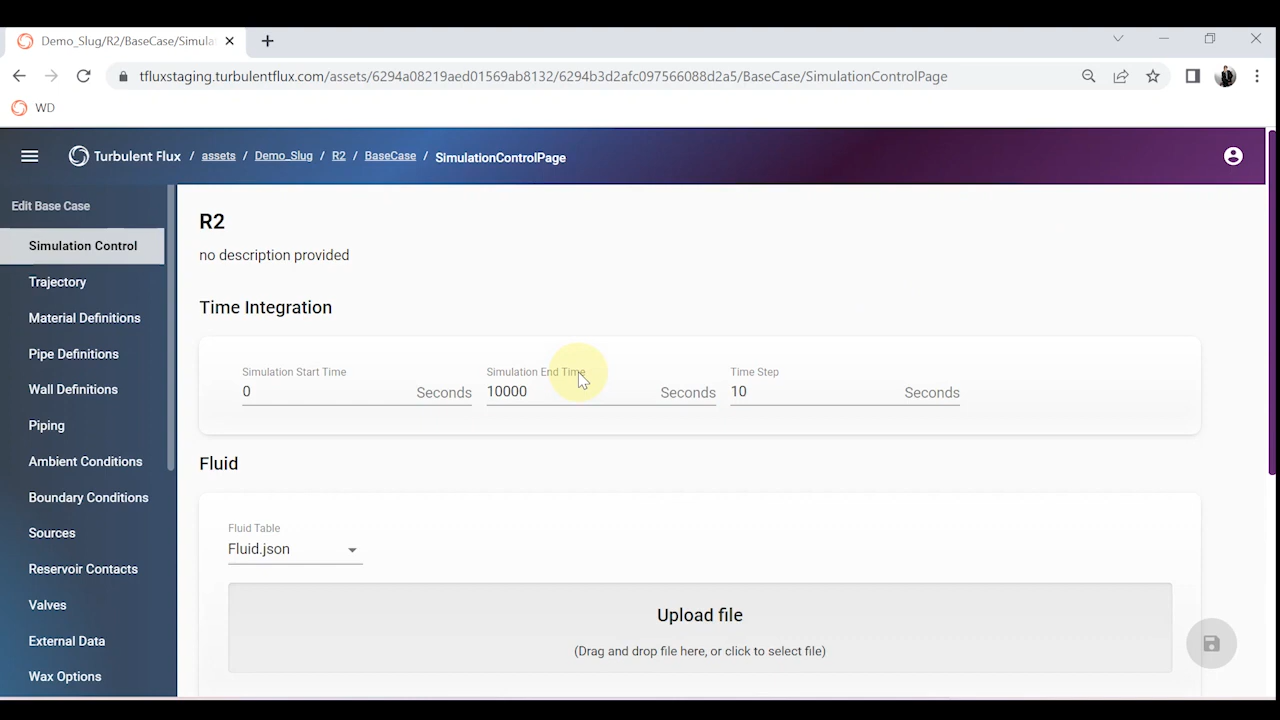 Demo_Slug/R2/BaseCase/Simula
tfluxstaging.turbulentflux.com/assets/6294a08219aed01569ab8132/6294b3d2afc097566088d2a5/BaseCase/SimulationControlPage
WD
Turbulent Flux / assets / Demo_Slug / R2 / BaseCase / SimulationControlPage
Edit Base Case
Simulation Control
Trajectory
Material Definitions
Pipe Definitions
Wall Definitions
Piping
Ambient Conditions
Boundary Conditions
Sources
Reservoir Contacts
Valves
External Data
Wax Options
R2
no description provided
Time Integration
Simulation Start Time Simulation End Time Time Step
0 Seconds 10000 Seconds 10 Seconds
Fluid
Fluid Table
Fluid.json
Upload file
(Drag and drop file here, or click to select file)